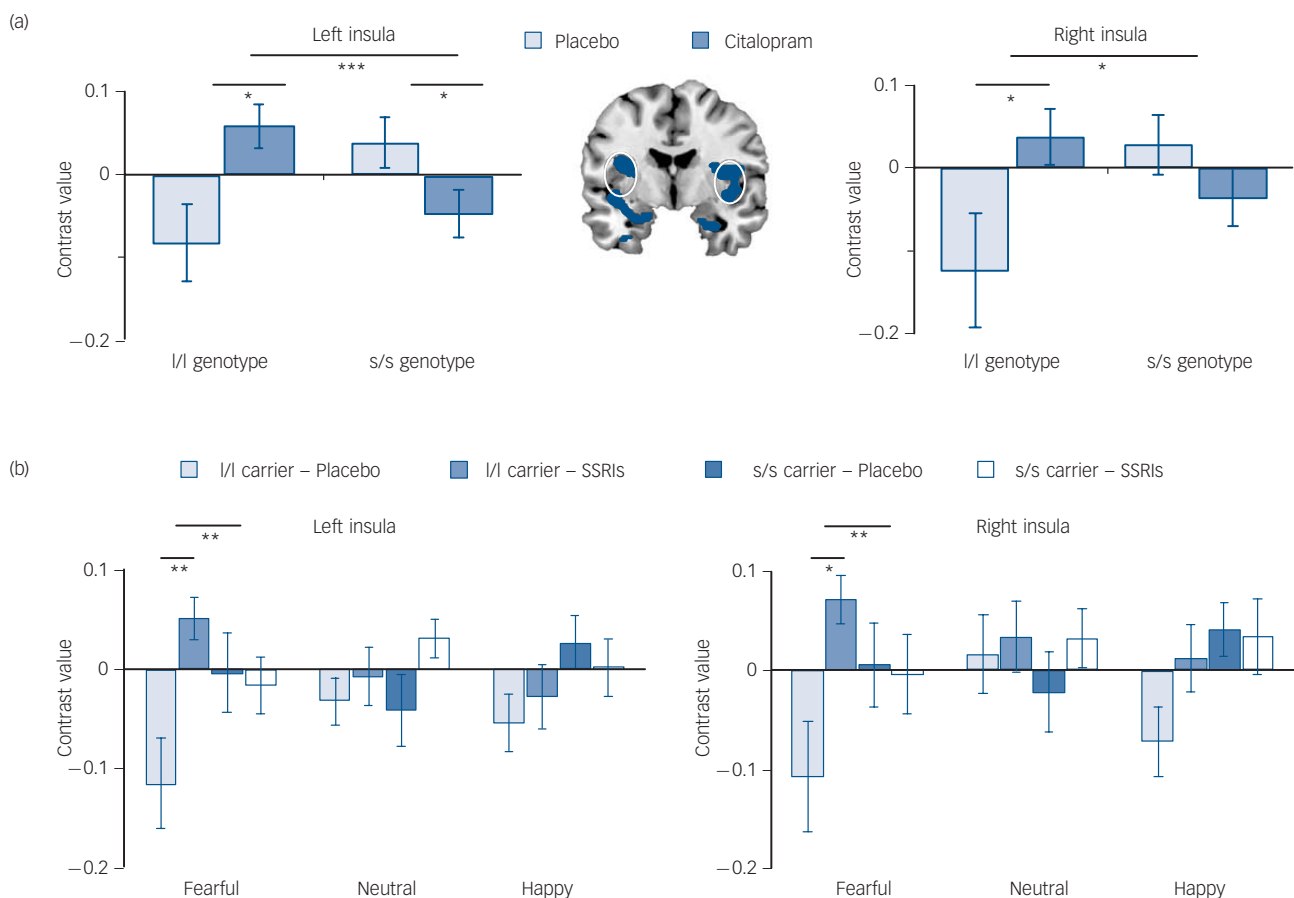 (a)
Left insula
Placebo
Citalopram
Right insula
***
*
*
*
*
0.1
0
−0.2
Contrast value
l/l genotype
s/s genotype
0.1
0
−0.2
Contrast value
l/l genotype
s/s genotype
(b)
l/l carrier – Placebo
l/l carrier – SSRIs
s/s carrier – Placebo
s/s carrier – SSRIs
Left insula
**
**
0.1
0
−0.1
−0.2
Contrast value
Fearful
Neutral
Happy
Right insula
**
*
0.1
0
−0.1
−0.2
Contrast value
Fearful
Neutral
Happy